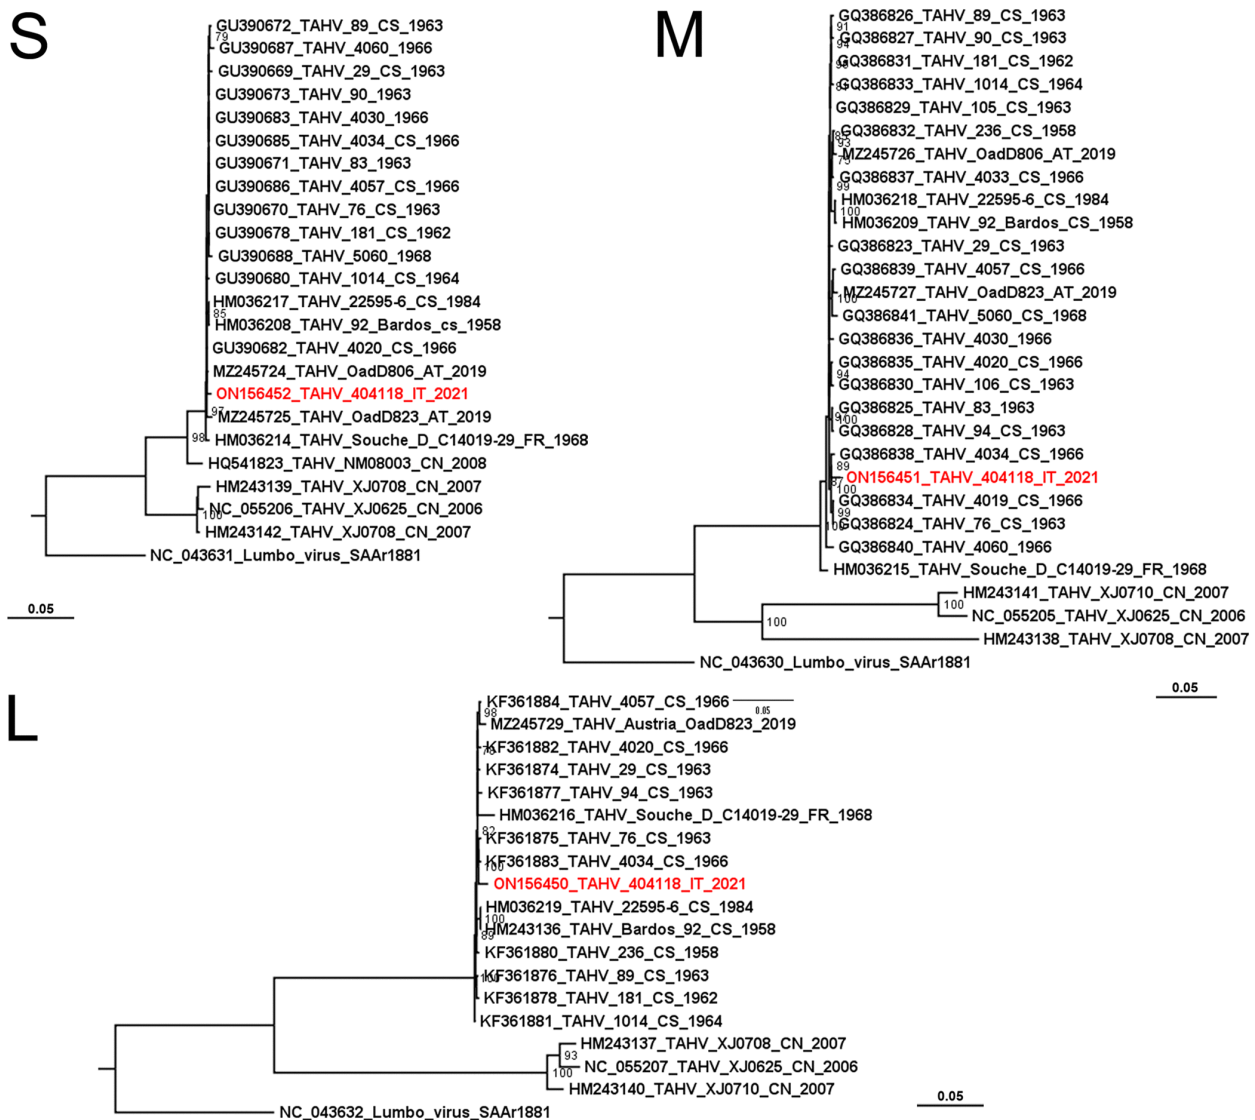 S
GU390672_TAHV_89_CS_1963
79
GU390687_TAHV_4060_1966
GU390669_TAHV_29_CS_1963
GU390673_TAHV_90_1963
GU390683_TAHV_4030_1966
GU390685_TAHV_4034_CS_1966
GU390671_TAHV_83_1963
GU390686_TAHV_4057_CS_1966
GU390670_TAHV_76_CS_1963
GU390678_TAHV_181_CS_1962
GU390688_TAHV_5060_1968
GU390680_TAHV_1014_CS_1964
HM036217_TAHV_22595-6_CS_1984
85
HM036208_TAHV_92_Bardos_cs_1958
GU390682_TAHV_4020_CS_1966
MZ245724_TAHV_OadD806_AT_2019
ON156452_TAHV_404118_IT_2021
97
MZ245725_TAHV_OadD823_AT_2019
98
HM036214_TAHV_Souche_D_C14019-29_FR_1968
HQ541823_TAHV_NM08003_CN_2008
HM243139_TAHV_XJ0708_CN_2007
NC_055206_TAHV_XJ0625_CN_2006
100
HM243142_TAHV_XJ0708_CN_2007
NC_043631_Lumbo_virus_SAAr1881
0.05
M
GQ386826_TAHV_89_CS_1963
91
GQ386827_TAHV_90_CS_1963
94
GQ386831_TAHV_181_CS_1962
GQ386833_TAHV_1014_CS_1964
GQ386829_TAHV_105_CS_1963
GQ386832_TAHV_236_CS_1958
93
MZ245726_TAHV_OadD806_AT_2019
GQ386837_TAHV_4033_CS_1966
99
HM036218_TAHV_22595-6_CS_1984
100
HM036209_TAHV_92_Bardos_CS_1958
GQ386823_TAHV_29_CS_1963
GQ386839_TAHV_4057_CS_1966
MZ245727_TAHV_OadD823_AT_2019
100
GQ386841_TAHV_5060_CS_1968
GQ386836_TAHV_4030_1966
GQ386835_TAHV_4020_CS_1966
94
GQ386830_TAHV_106_CS_1963
GQ386825_TAHV_83_1963
100
GQ386828_TAHV_94_CS_1963
GQ386838_TAHV_4034_CS_1966
89
ON156451_TAHV_404118_IT_2021
100
GQ386834_TAHV_4019_CS_1966
99
GQ386824_TAHV_76_CS_1963
GQ386840_TAHV_4060_1966
HM036215_TAHV_Souche_D_C14019-29_FR_1968
HM243141_TAHV_XJ0710_CN_2007
100
NC_055205_TAHV_XJ0625_CN_2006
100
HM243138_TAHV_XJ0708_CN_2007
NC_043630_Lumbo_virus_SAAr1881
0.05
L
KF361884_TAHV_4057_CS_1966
0.05
98
MZ245729_TAHV_Austria_OadD823_2019
KF361882_TAHV_4020_CS_1966
KF361874_TAHV_29_CS_1963
KF361877_TAHV_94_CS_1963
HM036216_TAHV_Souche_D_C14019-29_FR_1968
82
KF361875_TAHV_76_CS_1963
KF361883_TAHV_4034_CS_1966
100
ON156450_TAHV_404118_IT_2021
HM036219_TAHV_22595-6_CS_1984
100
HM243136_TAHV_Bardos_92_CS_1958
89
KF361880_TAHV_236_CS_1958
KF361876_TAHV_89_CS_1963
100
KF361878_TAHV_181_CS_1962
KF361881_TAHV_1014_CS_1964
HM243137_TAHV_XJ0708_CN_2007
93
NC_055207_TAHV_XJ0625_CN_2006
100
HM243140_TAHV_XJ0710_CN_2007
NC_043632_Lumbo_virus_SAAr1881
0.05